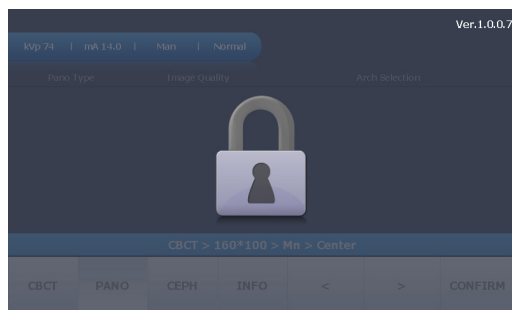 Ver.1.0.0.7
kVp 74 | mA 14.0 | Man | Normal
Pano Type Image Quality Arch Selection
CBCT > 160*100 > Mn > Center
CBCT PANO CEPH INFO < > CONFIRM